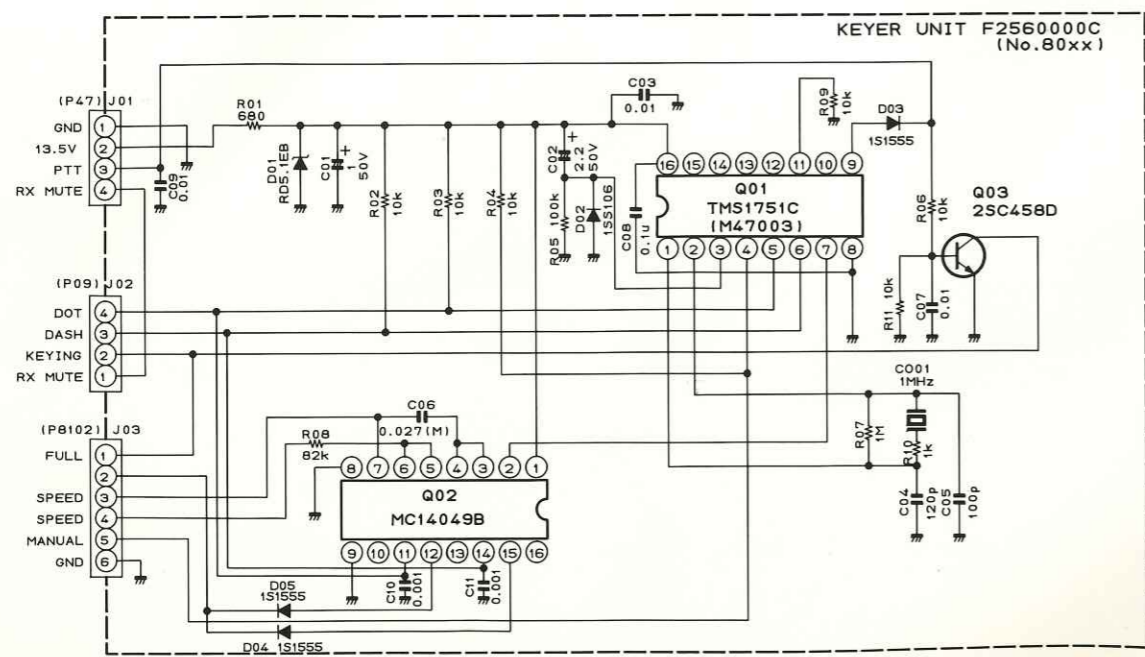 KEYER UNIT F2560000C
(No.80xx)
(P47) J01
GND 1
13.5V 2
PTT 3
RX MUTE 4
C09
0.01
R01
680
D01
RD5.1EB
C01
+
1
50V
R02
10k
R03
10k
R04
10k
C02
+
2.2
50V
R05 100k
D02
1SS106
C03
0.01
C08
0.1u
R09
10k
D03
1S1555
16 15 14 13 12 11 10 9
Q01
TMS1751C
(M47003)
1 2 3 4 5 6 7 8
R06
10k
Q03
2SC458D
R11 10k
C07
0.01
(P09) J02
DOT 4
DASH 3
KEYING 2
RX MUTE 1
CO01
1MHz
R07
1M
R10
1k
C04
120p
C05
100p
(P8102) J03
FULL 1
2
SPEED 3
SPEED 4
MANUAL 5
GND 6
C06
0.027(M)
R08
82k
8 7 6 5 4 3 2 1
Q02
MC14049B
9 10 11 12 13 14 15 16
C10
0.001
C11
0.001
D05
1S1555
D04 1S1555